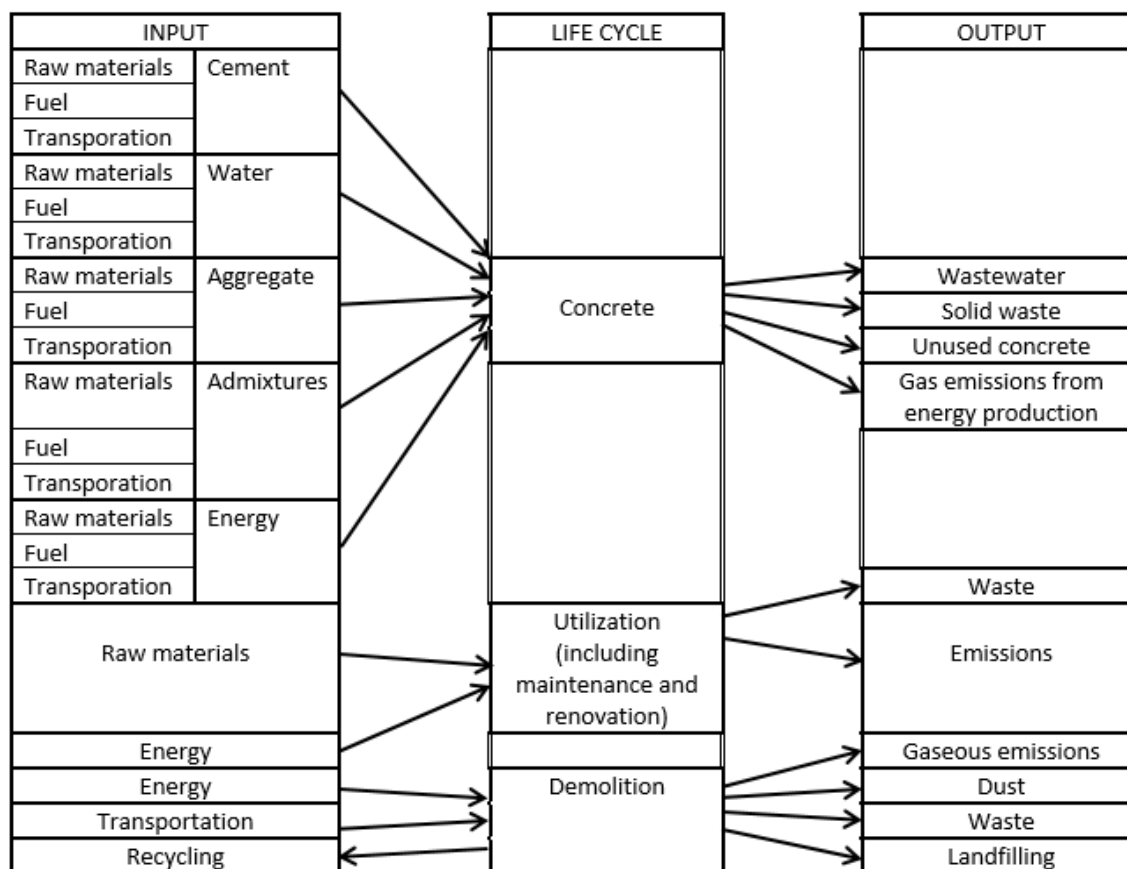 INPUT
LIFE CYCLE
OUTPUT
Raw materials
Cement
Fuel
Transporation
Raw materials
Water
Fuel
Transporation
Raw materials
Aggregate
Fuel
Transporation
Raw materials
Admixtures
Fuel
Transporation
Raw materials
Energy
Fuel
Transporation
Raw materials
Energy
Energy
Transportation
Recycling
Concrete
Utilization
(including
maintenance and
renovation)
Demolition
Wastewater
Solid waste
Unused concrete
Gas emissions from
energy production
Waste
Emissions
Gaseous emissions
Dust
Waste
Landfilling